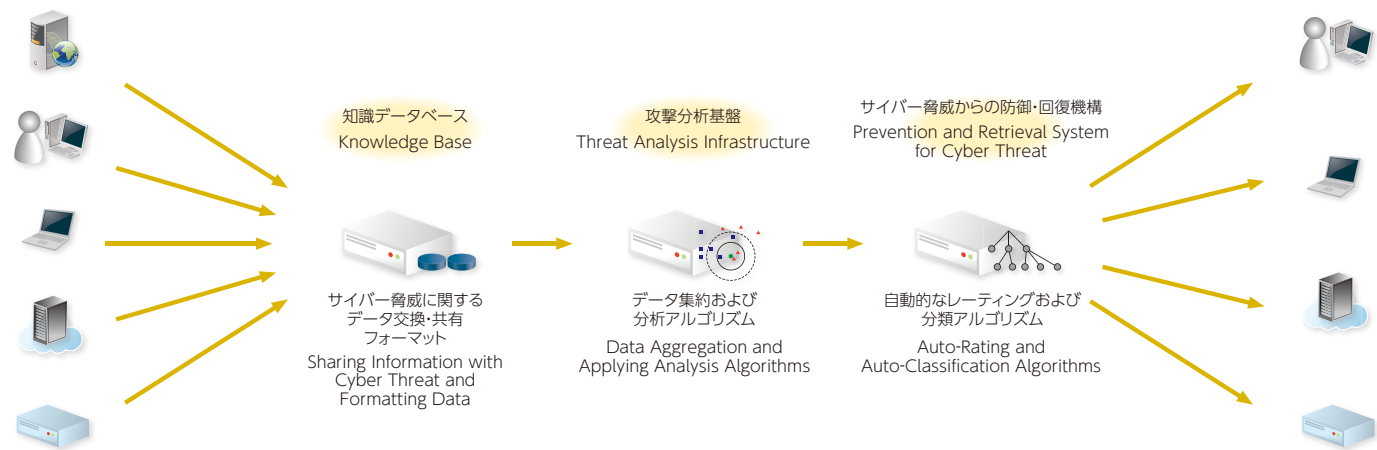 知識データベース
Knowledge Base
サイバー脅威に関する
データ交換・共有
フォーマット
Sharing Information with
Cyber Threat and
Formatting Data
攻撃分析基盤
Threat Analysis Infrastructure
データ集約および
分析アルゴリズム
Data Aggregation and
Applying Analysis Algorithms
サイバー脅威からの防御・回復機構
Prevention and Retrieval System
for Cyber Threat
自動的なレーティングおよび
分類アルゴリズム
Auto-Rating and
Auto-Classification Algorithms